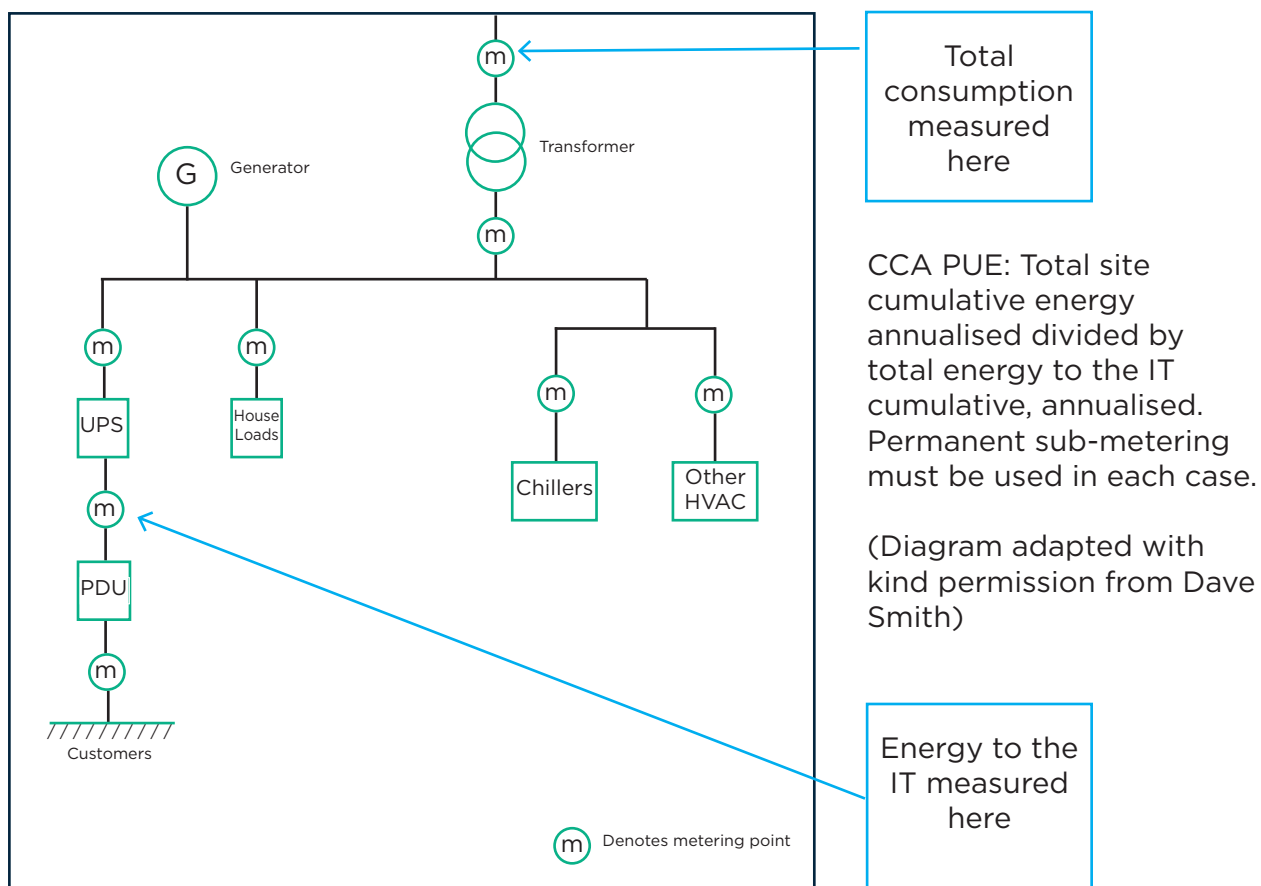 m
Total
consumption
measured
here
Transformer
G
Generator
m
CCA PUE: Total site
cumulative energy
annualised divided by
total energy to the IT
cumulative, annualised.
Permanent sub-metering
must be used in each case.
(Diagram adapted with
kind permission from Dave
Smith)
m
m
m
m
UPS
House
Loads
Chillers
Other
HVAC
m
PDU
m
Customers
Energy to the
IT measured
here
m
Denotes metering point